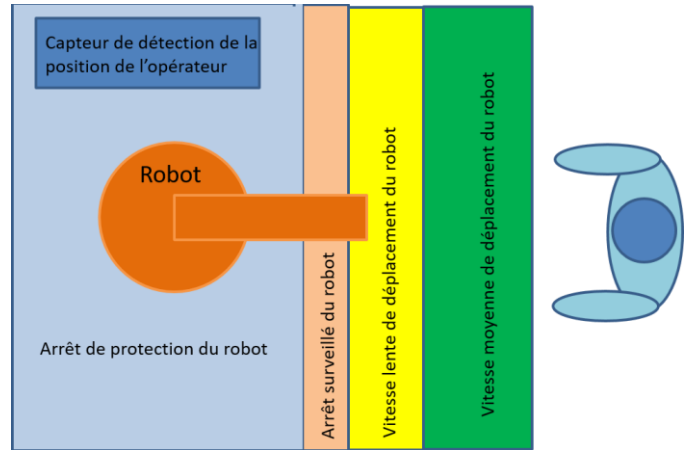 Capteur de détection de la
position de l'opérateur
Robot
Arrêt de protection du robot
Arrêt surveillé du robot
Vitesse lente de déplacement du robot
Vitesse moyenne de déplacement du robot